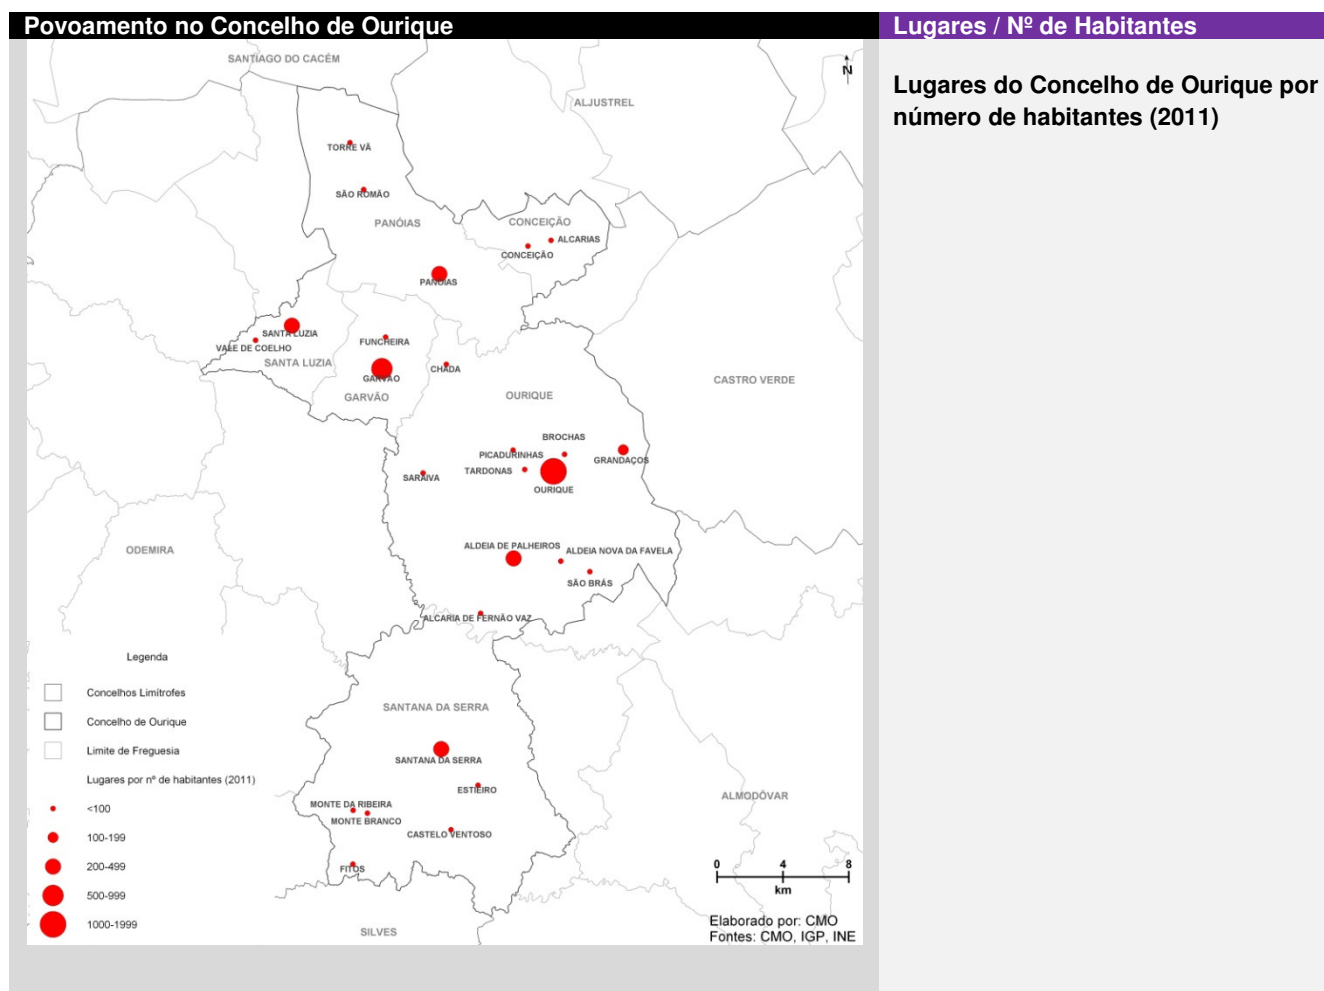 Povoamento no Concelho de Ourique
Lugares / Nº de Habitantes
Lugares do Concelho de Ourique por
número de habitantes (2011)
SANTIAGO DO CACÉM
N
ALJUSTREL
TORRE VÃ
SÃO ROMÃO
PANÓIAS
CONCEIÇÃO
ALCARIAS
CONCEIÇÃO
PANÓIAS
SANTA LUZIA
VALE DE COELHO
SANTA LUZIA
FUNCHEIRA
GARVÃO
GARVÃO
CHADA
OURIQUE
CASTRO VERDE
BROCHAS
PICADURINHAS
GRANDAÇOS
TARDONAS
SARAIVA
OURIQUE
ODEMIRA
ALDEIA DE PALHEIROS
ALDEIA NOVA DA FAVELA
SÃO BRÁS
ALCARIA DE FERNÃO VAZ
SANTANA DA SERRA
SANTANA DA SERRA
ESTIEIRO
MONTE DA RIBEIRA
MONTE BRANCO
CASTELO VENTOSO
FITOS
ALMODÔVAR
SILVES
Legenda
Concelhos Limítrofes
Concelho de Ourique
Limite de Freguesia
Lugares por nº de habitantes (2011)
<100
100-199
200-499
500-999
1000-1999
0 4 8
km
Elaborado por: CMO
Fontes: CMO, IGP, INE